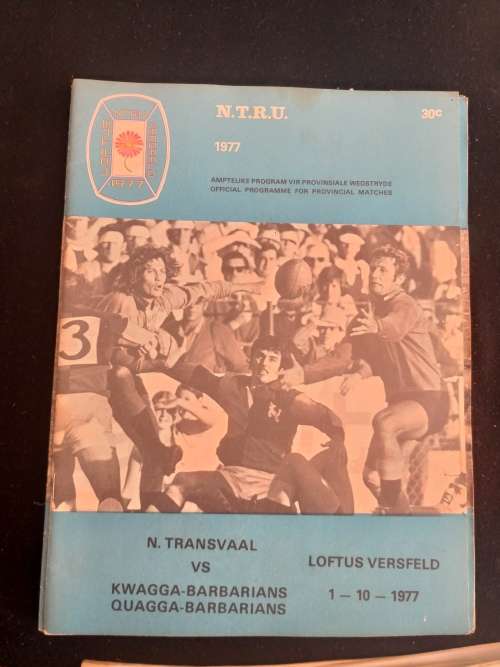 N.T.R.U.
30c
1977
AMPTELIKE PROGRAM VIR PROVINSIALE WEDSTRYDE
OFFICIAL PROGRAMME FOR PROVINCIAL MATCHES
1977
3
N. TRANSVAAL
VS
KWAGGA-BARBARIANS
QUAGGA-BARBARIANS
LOFTUS VERSFELD
1 — 10 — 1977